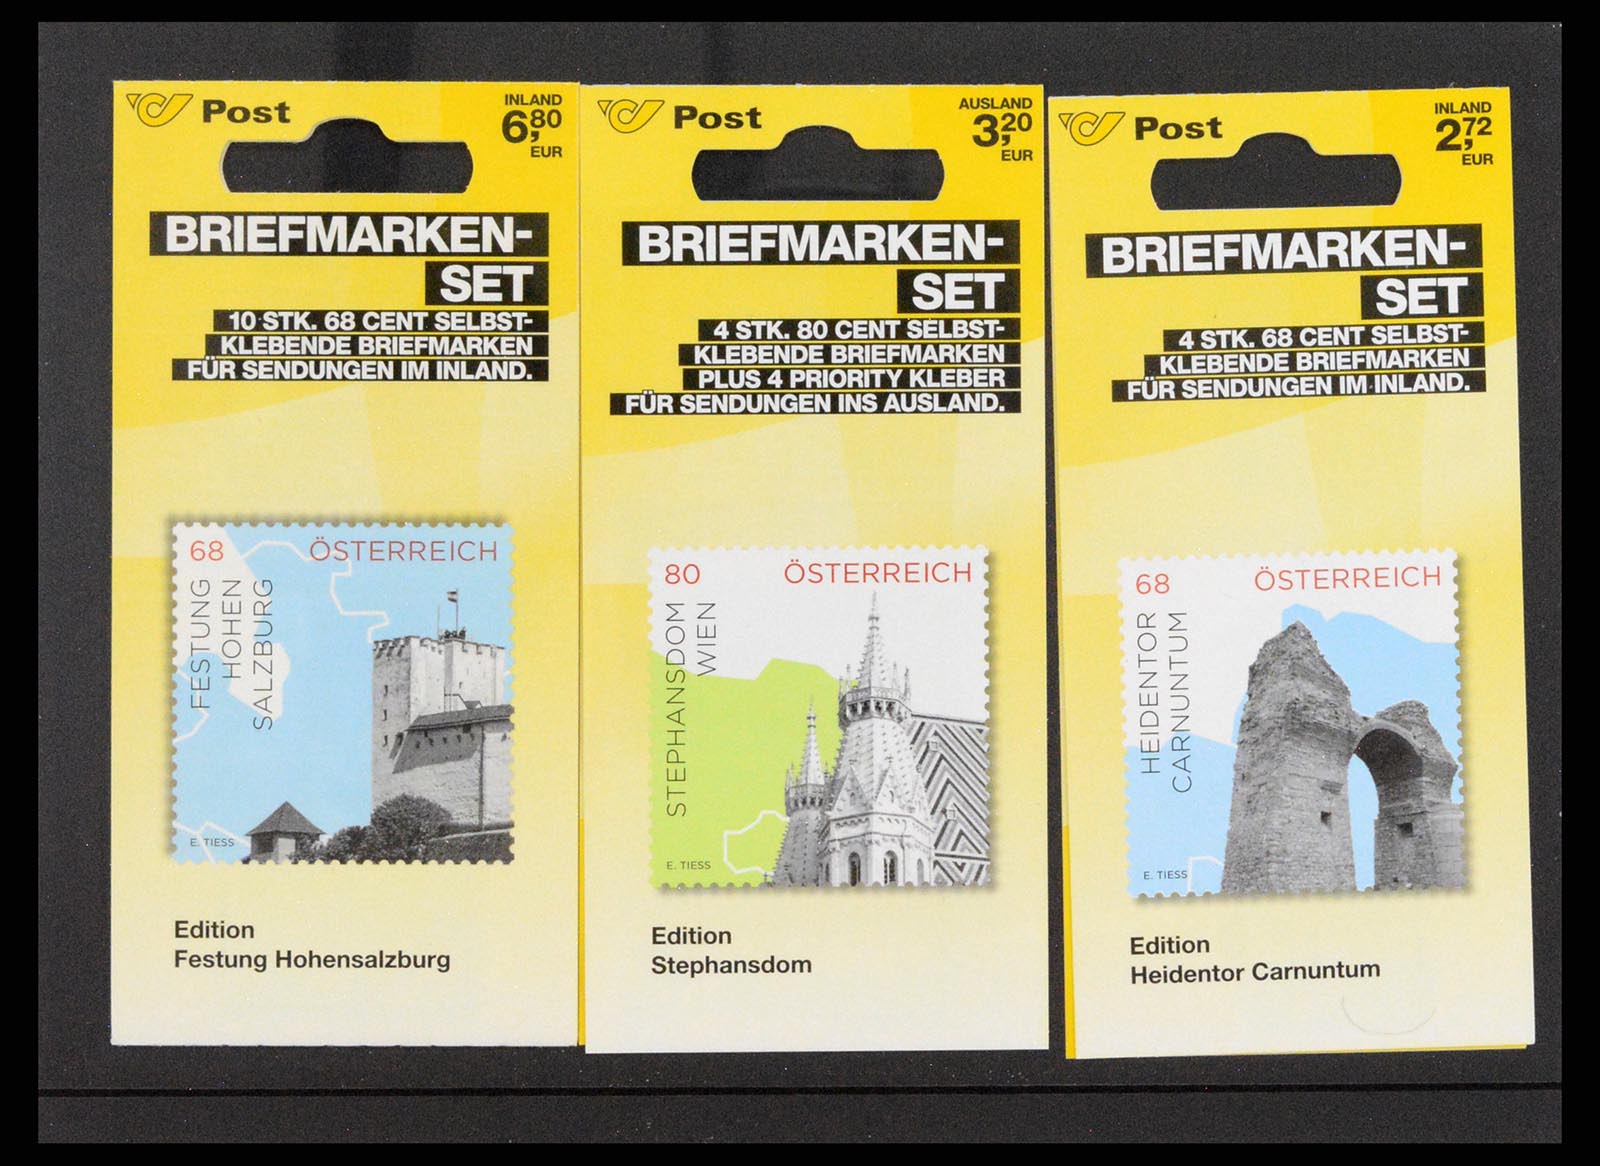 Post
INLAND
6,80
EUR
BRIEFMARKEN-
SET
10 STK. 68 CENT SELBST-
KLEBENDE BRIEFMARKEN
FÜR SENDUNGEN IM INLAND.
68 ÖSTERREICH
FESTUNG
HOHEN
SALZBURG
E. TIESS
Edition
Festung Hohensalzburg
Post
AUSLAND
3,20
EUR
BRIEFMARKEN-
SET
4 STK. 80 CENT SELBST-
KLEBENDE BRIEFMARKEN
PLUS 4 PRIORITY KLEBER
FÜR SENDUNGEN INS AUSLAND.
80 ÖSTERREICH
STEPHANSDOM
WIEN
E. TIESS
Edition
Stephansdom
Post
INLAND
2,72
EUR
BRIEFMARKEN-
SET
4 STK. 68 CENT SELBST-
KLEBENDE BRIEFMARKEN
FÜR SENDUNGEN IM INLAND.
68 ÖSTERREICH
HEIDENTOR
CARNUNTUM
E. TIESS
Edition
Heidentor Carnuntum